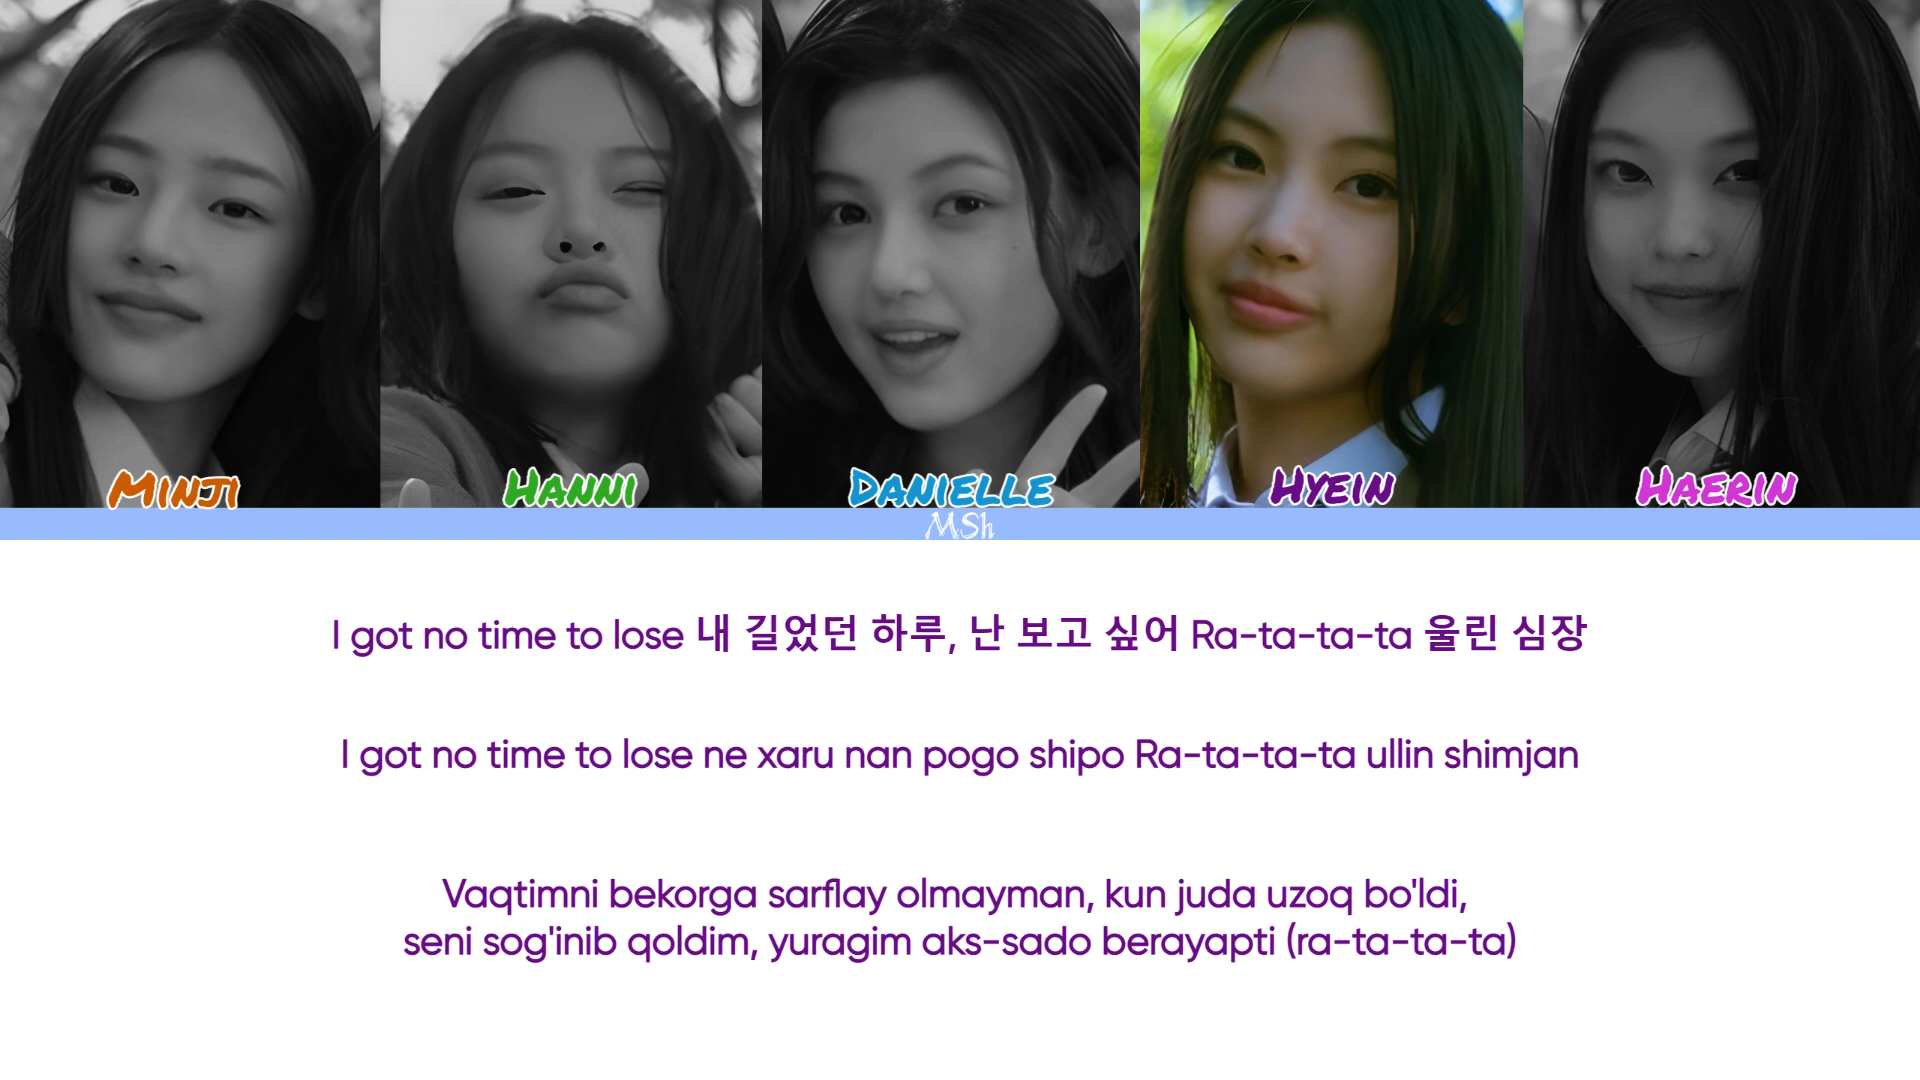 Minji
Hanni
Danielle
Hyein
Haerin
MSh
I got no time to lose 내 길었던 하루, 난 보고 싶어 Ra-ta-ta-ta 울린 심장
I got no time to lose ne xaru nan pogo shipo Ra-ta-ta-ta ullin shimjan
Vaqtimni bekorga sarflay olmayman, kun juda uzoq bo'ldi,
seni sog'inib qoldim, yuragim aks-sado berayapti (ra-ta-ta-ta)